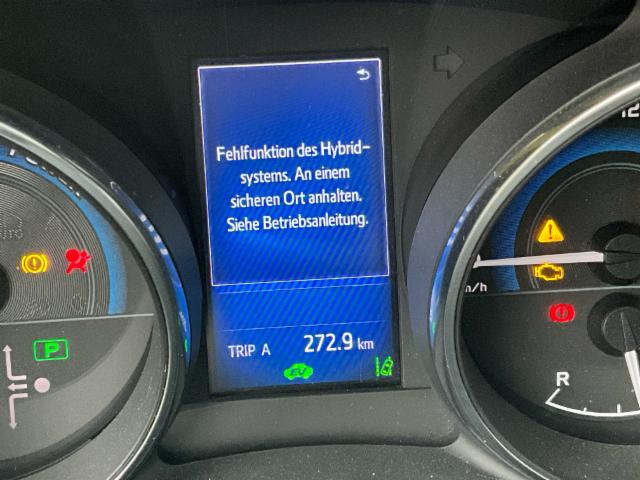 Fehlfunktion des Hybrid-
systems. An einem
sicheren Ort anhalten.
Siehe Betriebsanleitung.
TRIP A 272.9 km
EV
P
R